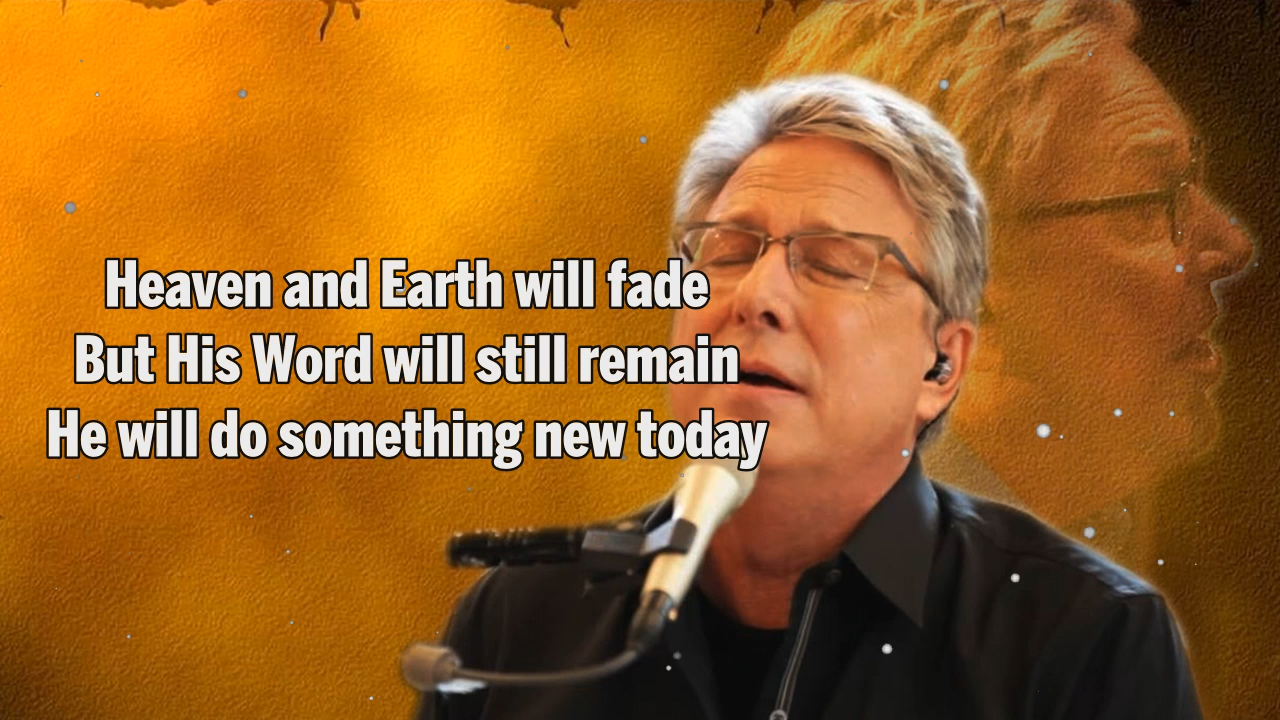 Heaven and Earth will fade
But His Word will still remain
He will do something new today